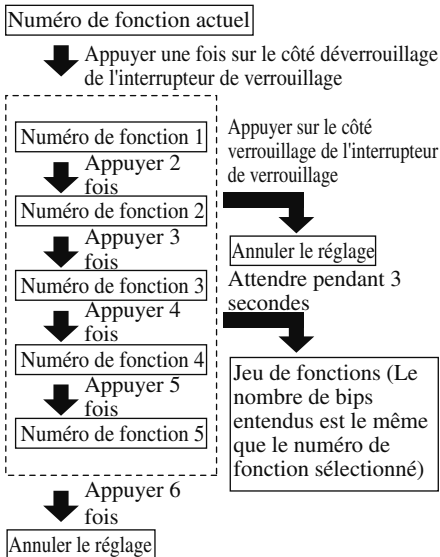 Numéro de fonction actuel
Appuyer une fois sur le côté déverrouillage
de l'interrupteur de verrouillage
Numéro de fonction 1
Appuyer 2
fois
Numéro de fonction 2
Appuyer 3
fois
Numéro de fonction 3
Appuyer 4
fois
Numéro de fonction 4
Appuyer 5
fois
Numéro de fonction 5
Appuyer sur le côté
verrouillage de l'interrupteur
de verrouillage
Annuler le réglage
Attendre pendant 3
secondes
Jeu de fonctions (Le
nombre de bips
entendus est le même
que le numéro de
fonction sélectionné)
Appuyer 6
fois
Annuler le réglage